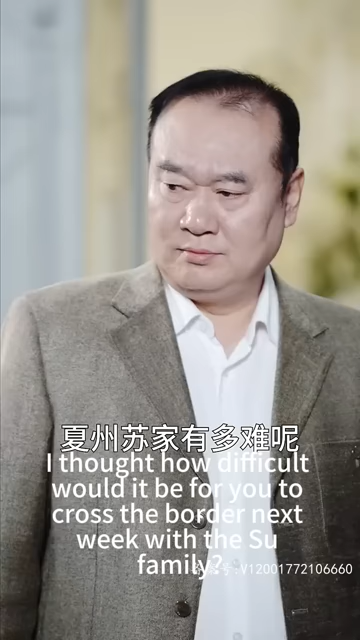 夏州苏家有多难呢
I thought how difficult
would it be for you to
cross the border next
week with the Su
family?
V12001772106660